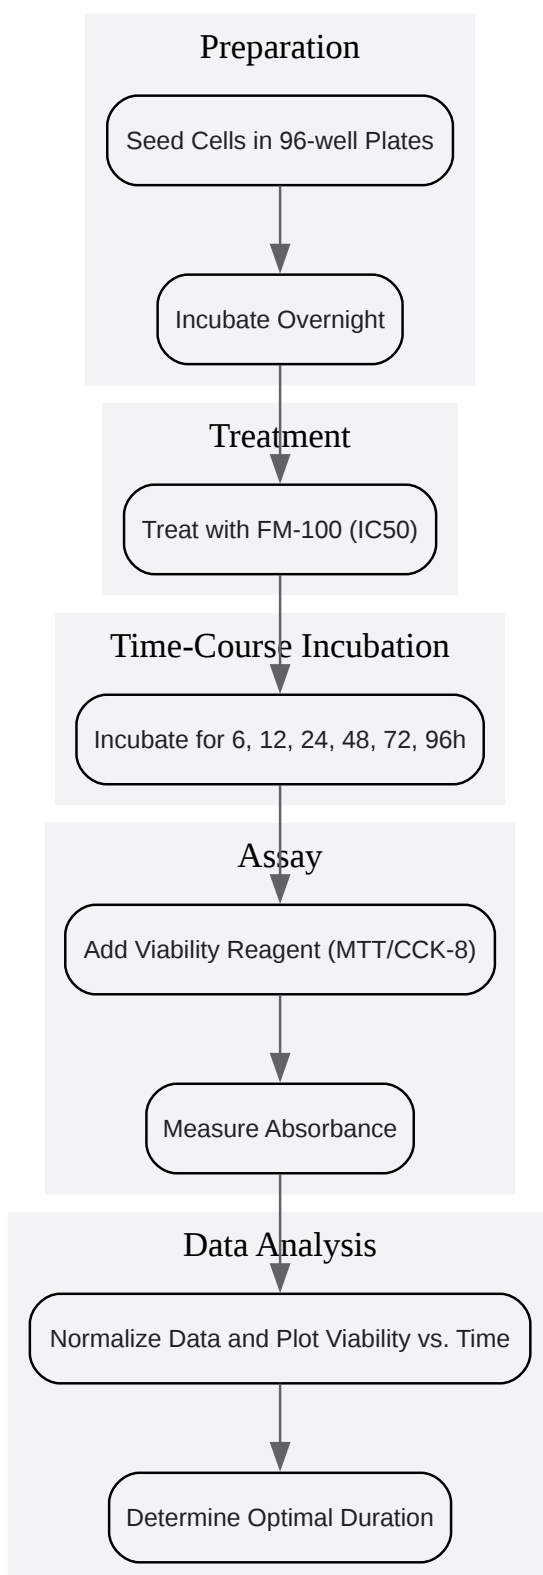 Preparation
Seed Cells in 96-well Plates
Incubate Overnight
Treatment
Treat with FM-100 (IC50)
Time-Course Incubation
Incubate for 6, 12, 24, 48, 72, 96h
Assay
Add Viability Reagent (MTT/CCK-8)
Measure Absorbance
Data Analysis
Normalize Data and Plot Viability vs. Time
Determine Optimal Duration